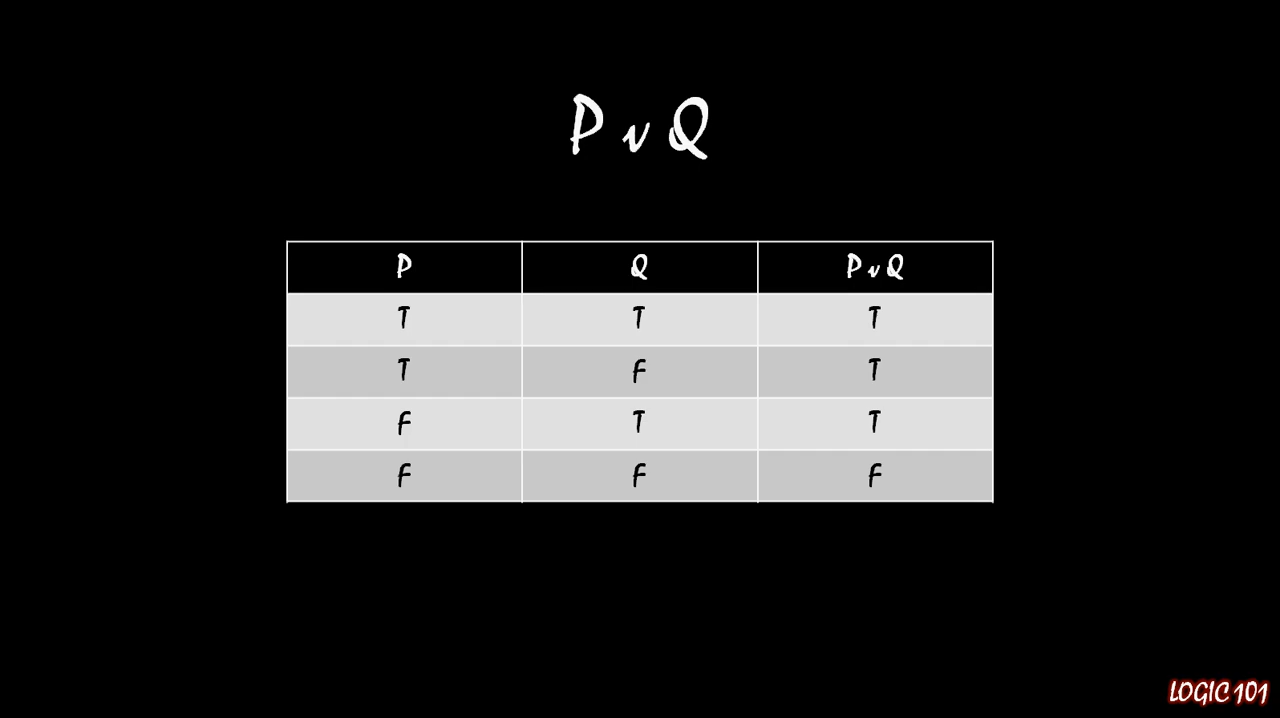 P v Q
P Q P v Q
T T T
T F T
F T T
F F F
LOGIC 101